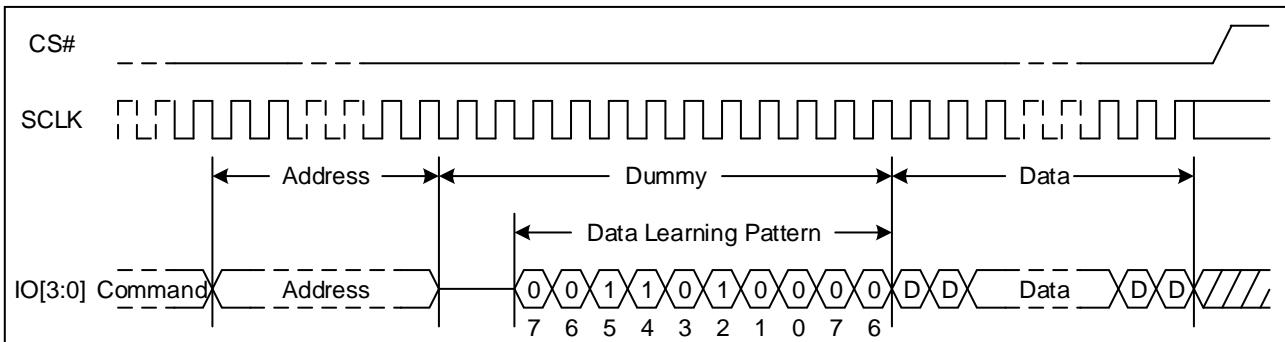 CS#
SCLK
Address Dummy Data
Data Learning Pattern
IO[3:0] Command Address 0 0 1 1 0 1 0 0 0 0 D D Data D D
7 6 5 4 3 2 1 0 7 6